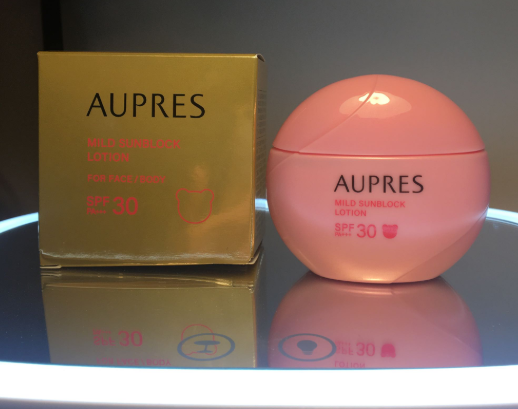 AUPRES
MILD SUNBLOCK
LOTION
FOR FACE/BODY
SPF 30
AUPRES
MILD SUNBLOCK
LOTION
SPF 30